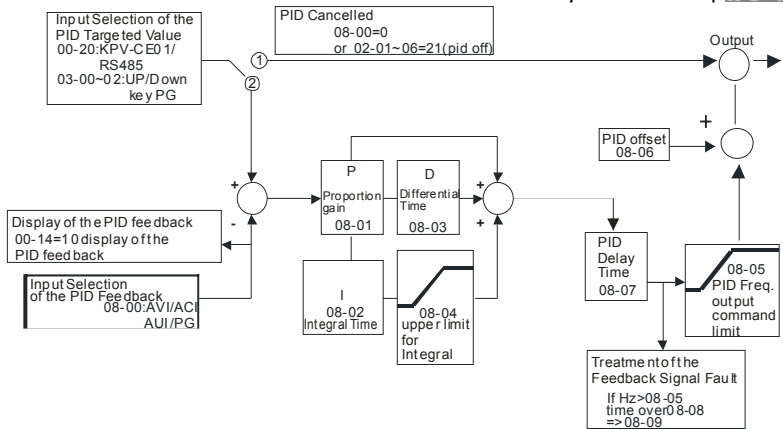 Input Selection of the
PID Targeted Value
00-20:KPV-CE01/
RS485
03-00~02:UP/Down
key PG
PID Cancelled
08-00=0
or 02-01~06=21(pid off)
1
2
Output
+
PID offset
08-06
+
-
P
Proportion
gain
08-01
D
Differential
Time
08-03
+
+
Display of the PID feedback
00-14=10 display of the
PID feedback
Input Selection
of the PID Feedback
08-00:AVI/ACI
AUI/PG
I
08-02
Integral Time
08-04
upper limit
for
Integral
PID
Delay
Time
08-07
08-05
PID Freq.
output
command
limit
Treatment of the
Feedback Signal Fault
If Hz>08-05
time over08-08
=>08-09